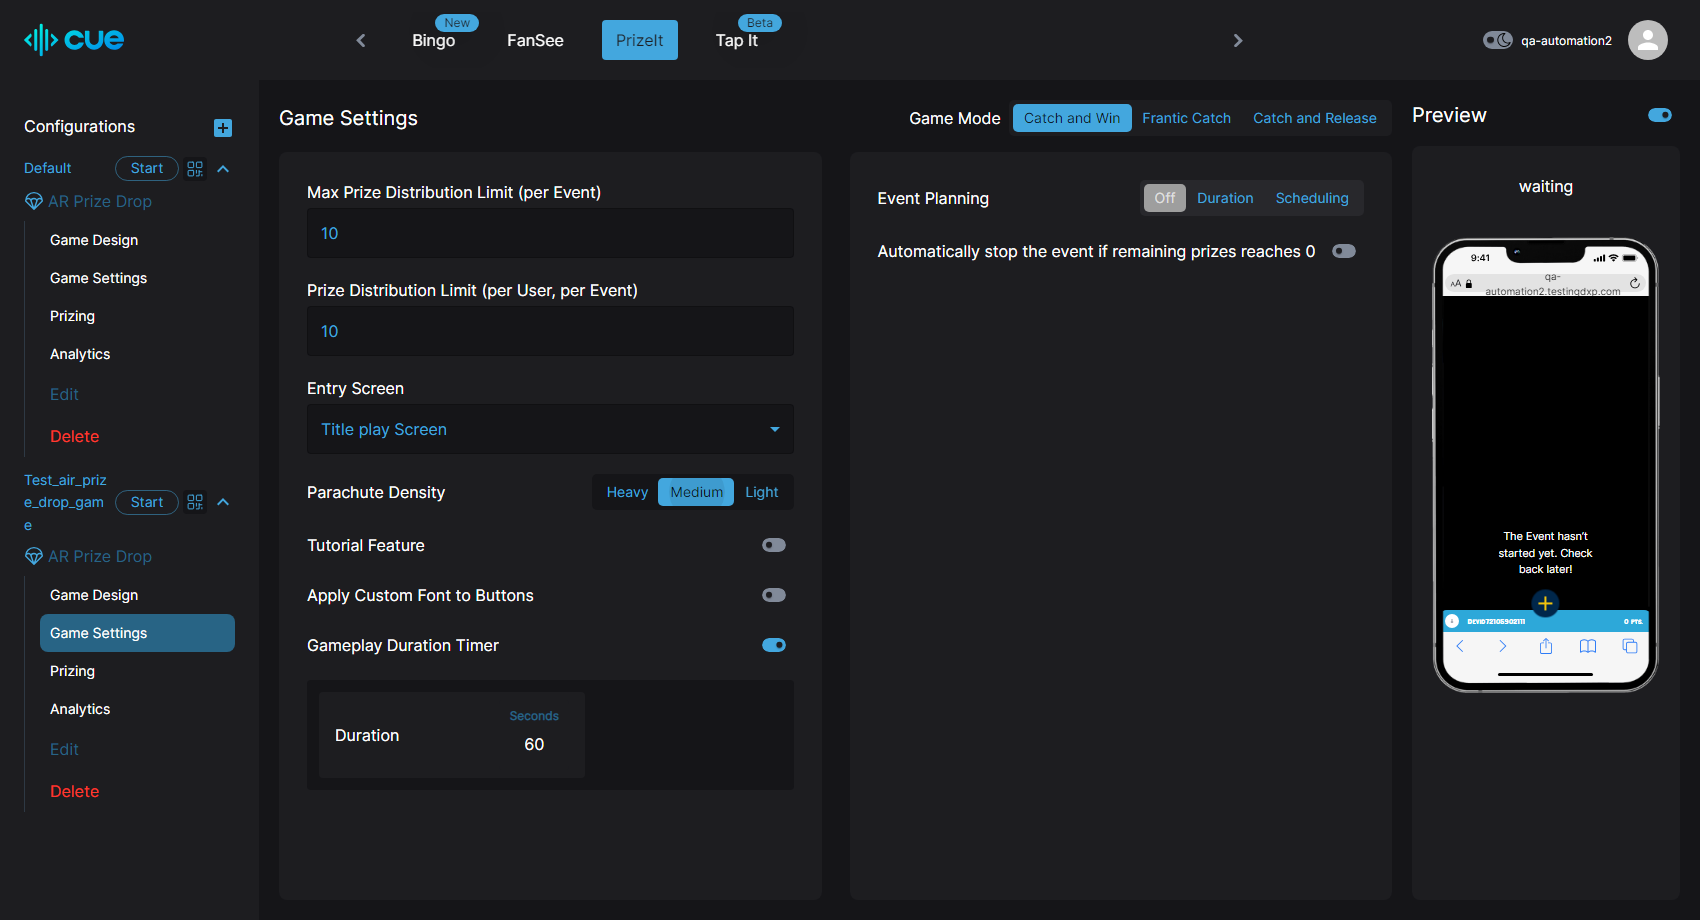 cue
New
Bingo
FanSee
PrizeIt
Beta
Tap It
qa-automation2
Configurations
Default
Start
AR Prize Drop
Game Design
Game Settings
Prizing
Analytics
Edit
Delete
Test_air_priz
e_drop_gam
e
Start
AR Prize Drop
Game Design
Game Settings
Prizing
Analytics
Edit
Delete
Game Settings
Game Mode
Catch and Win
Frantic Catch
Catch and Release
Max Prize Distribution Limit (per Event)
10
Prize Distribution Limit (per User, per Event)
10
Entry Screen
Title play Screen
Parachute Density
Heavy
Medium
Light
Tutorial Feature
Apply Custom Font to Buttons
Gameplay Duration Timer
Duration
Seconds
60
Event Planning
Off
Duration
Scheduling
Automatically stop the event if remaining prizes reaches 0
Preview
waiting
9:41
AA
qa-
automation2.testingdxp.com
The Event hasn't
started yet. Check
back later!
0 PTS.